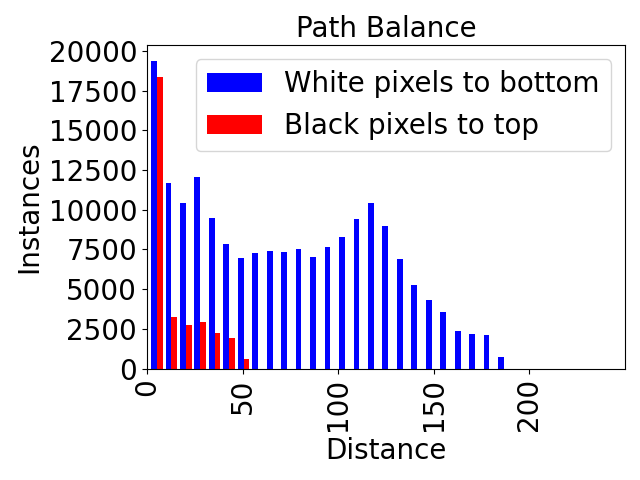 Path Balance
20000
17500
15000
12500
10000
7500
5000
2500
0
Instances
White pixels to bottom
Black pixels to top
0
50
100
150
200
Distance